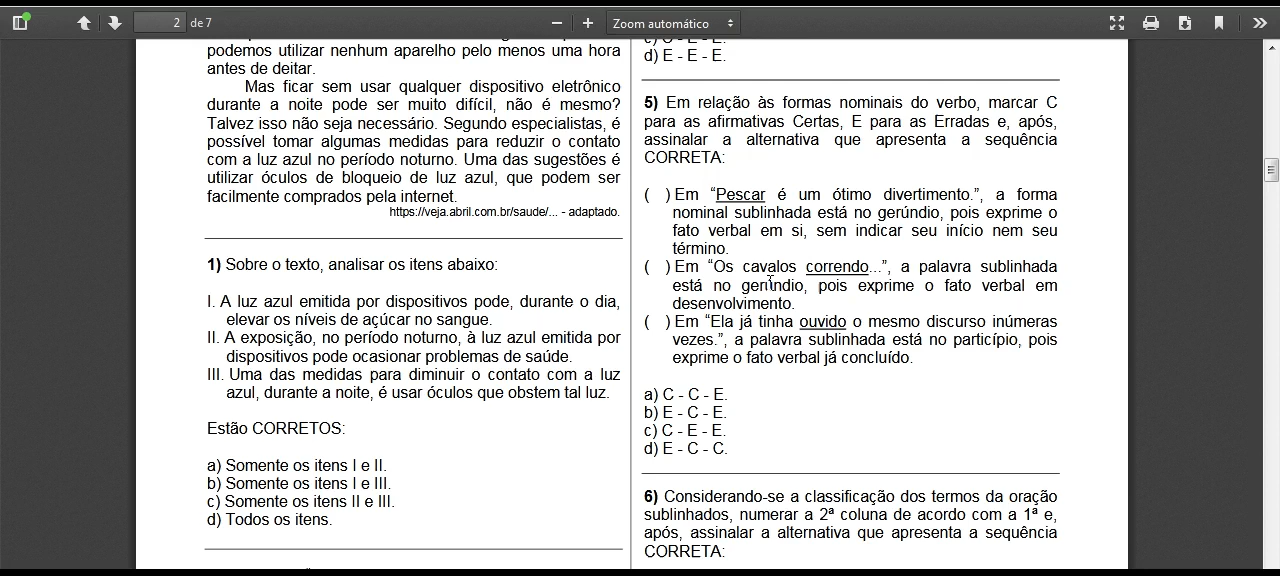 2 de 7
Zoom automático
podemos utilizar nenhum aparelho pelo menos uma hora
antes de deitar.
Mas ficar sem usar qualquer dispositivo eletrônico
durante a noite pode ser muito difícil, não é mesmo?
Talvez isso não seja necessário. Segundo especialistas, é
possível tomar algumas medidas para reduzir o contato
com a luz azul no período noturno. Uma das sugestões é
utilizar óculos de bloqueio de luz azul, que podem ser
facilmente comprados pela internet.
https://veja.abril.com.br/saude/... - adaptado.
1) Sobre o texto, analisar os itens abaixo:
I. A luz azul emitida por dispositivos pode, durante o dia,
elevar os níveis de açúcar no sangue.
II. A exposição, no período noturno, à luz azul emitida por
dispositivos pode ocasionar problemas de saúde.
III. Uma das medidas para diminuir o contato com a luz
azul, durante a noite, é usar óculos que obstem tal luz.
Estão CORRETOS:
a) Somente os itens I e II.
b) Somente os itens I e III.
c) Somente os itens II e III.
d) Todos os itens.
d) E - E - E.
5) Em relação às formas nominais do verbo, marcar C
para as afirmativas Certas, E para as Erradas e, após,
assinalar a alternativa que apresenta a sequência
CORRETA:
( ) Em “Pescar é um ótimo divertimento.”, a forma
nominal sublinhada está no gerúndio, pois exprime o
fato verbal em si, sem indicar seu início nem seu
término.
( ) Em “Os cavalos correndo...”, a palavra sublinhada
está no gerúndio, pois exprime o fato verbal em
desenvolvimento.
( ) Em “Ela já tinha ouvido o mesmo discurso inúmeras
vezes.”, a palavra sublinhada está no particípio, pois
exprime o fato verbal já concluído.
a) C - C - E.
b) E - C - E.
c) C - E - E.
d) E - C - C.
6) Considerando-se a classificação dos termos da oração
sublinhados, numerar a 2ª coluna de acordo com a 1ª e,
após, assinalar a alternativa que apresenta a sequência
CORRETA: